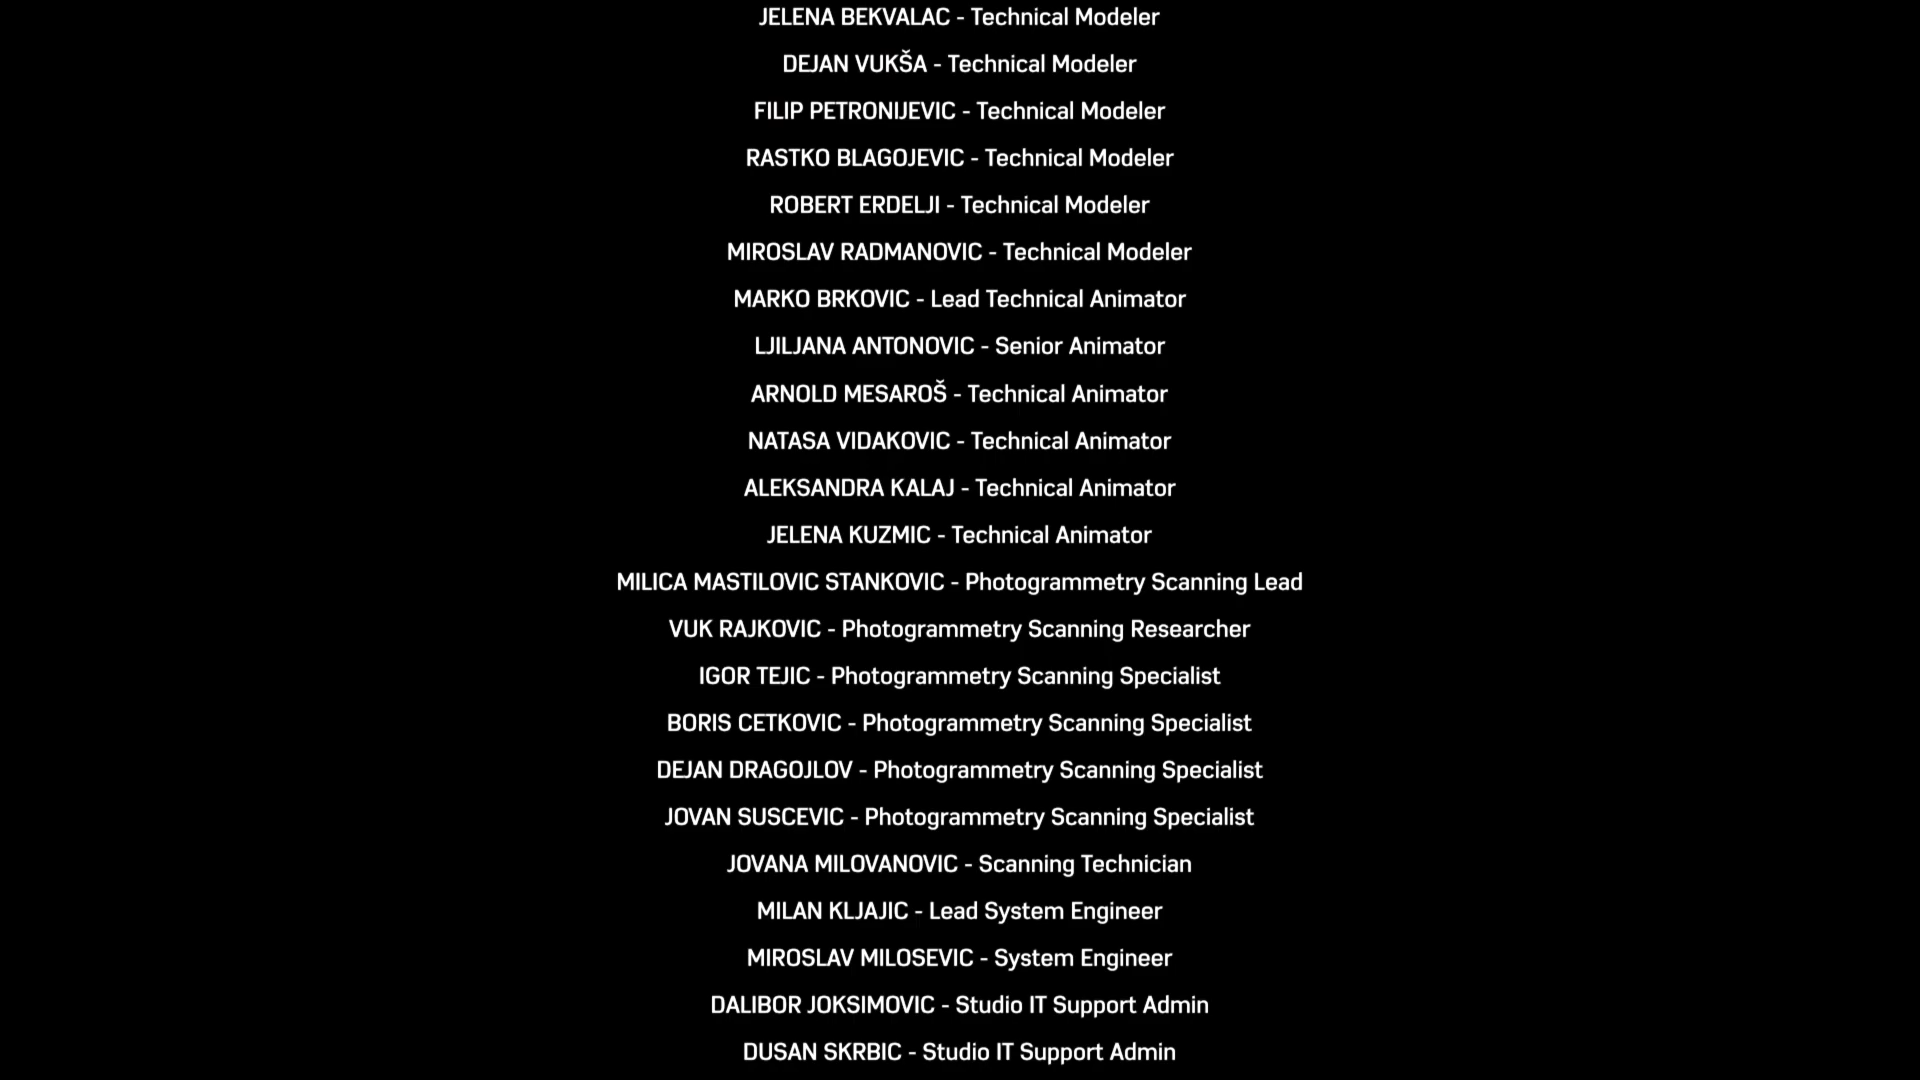 JELENA BEKVALAC - Technical Modeler
DEJAN VUKŠA - Technical Modeler
FILIP PETRONIJEVIC - Technical Modeler
RASTKO BLAGOJEVIC - Technical Modeler
ROBERT ERDELJI - Technical Modeler
MIROSLAV RADMANOVIC - Technical Modeler
MARKO BRKOVIC - Lead Technical Animator
LJILJANA ANTONOVIC - Senior Animator
ARNOLD MESAROŠ - Technical Animator
NATASA VIDAKOVIC - Technical Animator
ALEKSANDRA KALAJ - Technical Animator
JELENA KUZMIC - Technical Animator
MILICA MASTILOVIC STANKOVIC - Photogrammetry Scanning Lead
VUK RAJKOVIC - Photogrammetry Scanning Researcher
IGOR TEJIC - Photogrammetry Scanning Specialist
BORIS CETKOVIC - Photogrammetry Scanning Specialist
DEJAN DRAGOJLOV - Photogrammetry Scanning Specialist
JOVAN SUSCEVIC - Photogrammetry Scanning Specialist
JOVANA MILOVANOVIC - Scanning Technician
MILAN KLJAJIC - Lead System Engineer
MIROSLAV MILOSEVIC - System Engineer
DALIBOR JOKSIMOVIC - Studio IT Support Admin
DUSAN SKRBIC - Studio IT Support Admin